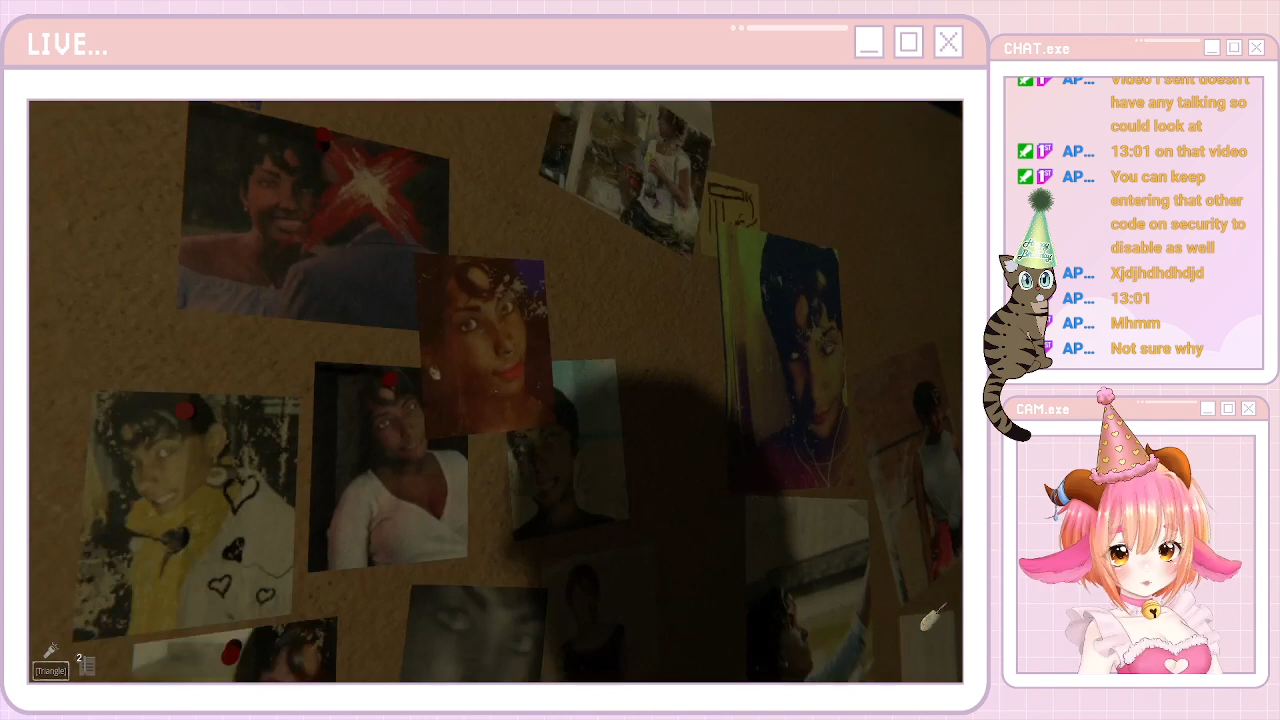 LIVE...
CHAT.exe
AP... Video I sent doesn't
have any talking so
could look at
AP... 13:01 on that video
AP... You can keep
entering that other
code on security to
disable as well
AP... Xjdjhdhdhdjd
AP... 13:01
AP... Mhmm
AP... Not sure why
CAM.exe
[Triangle]
2